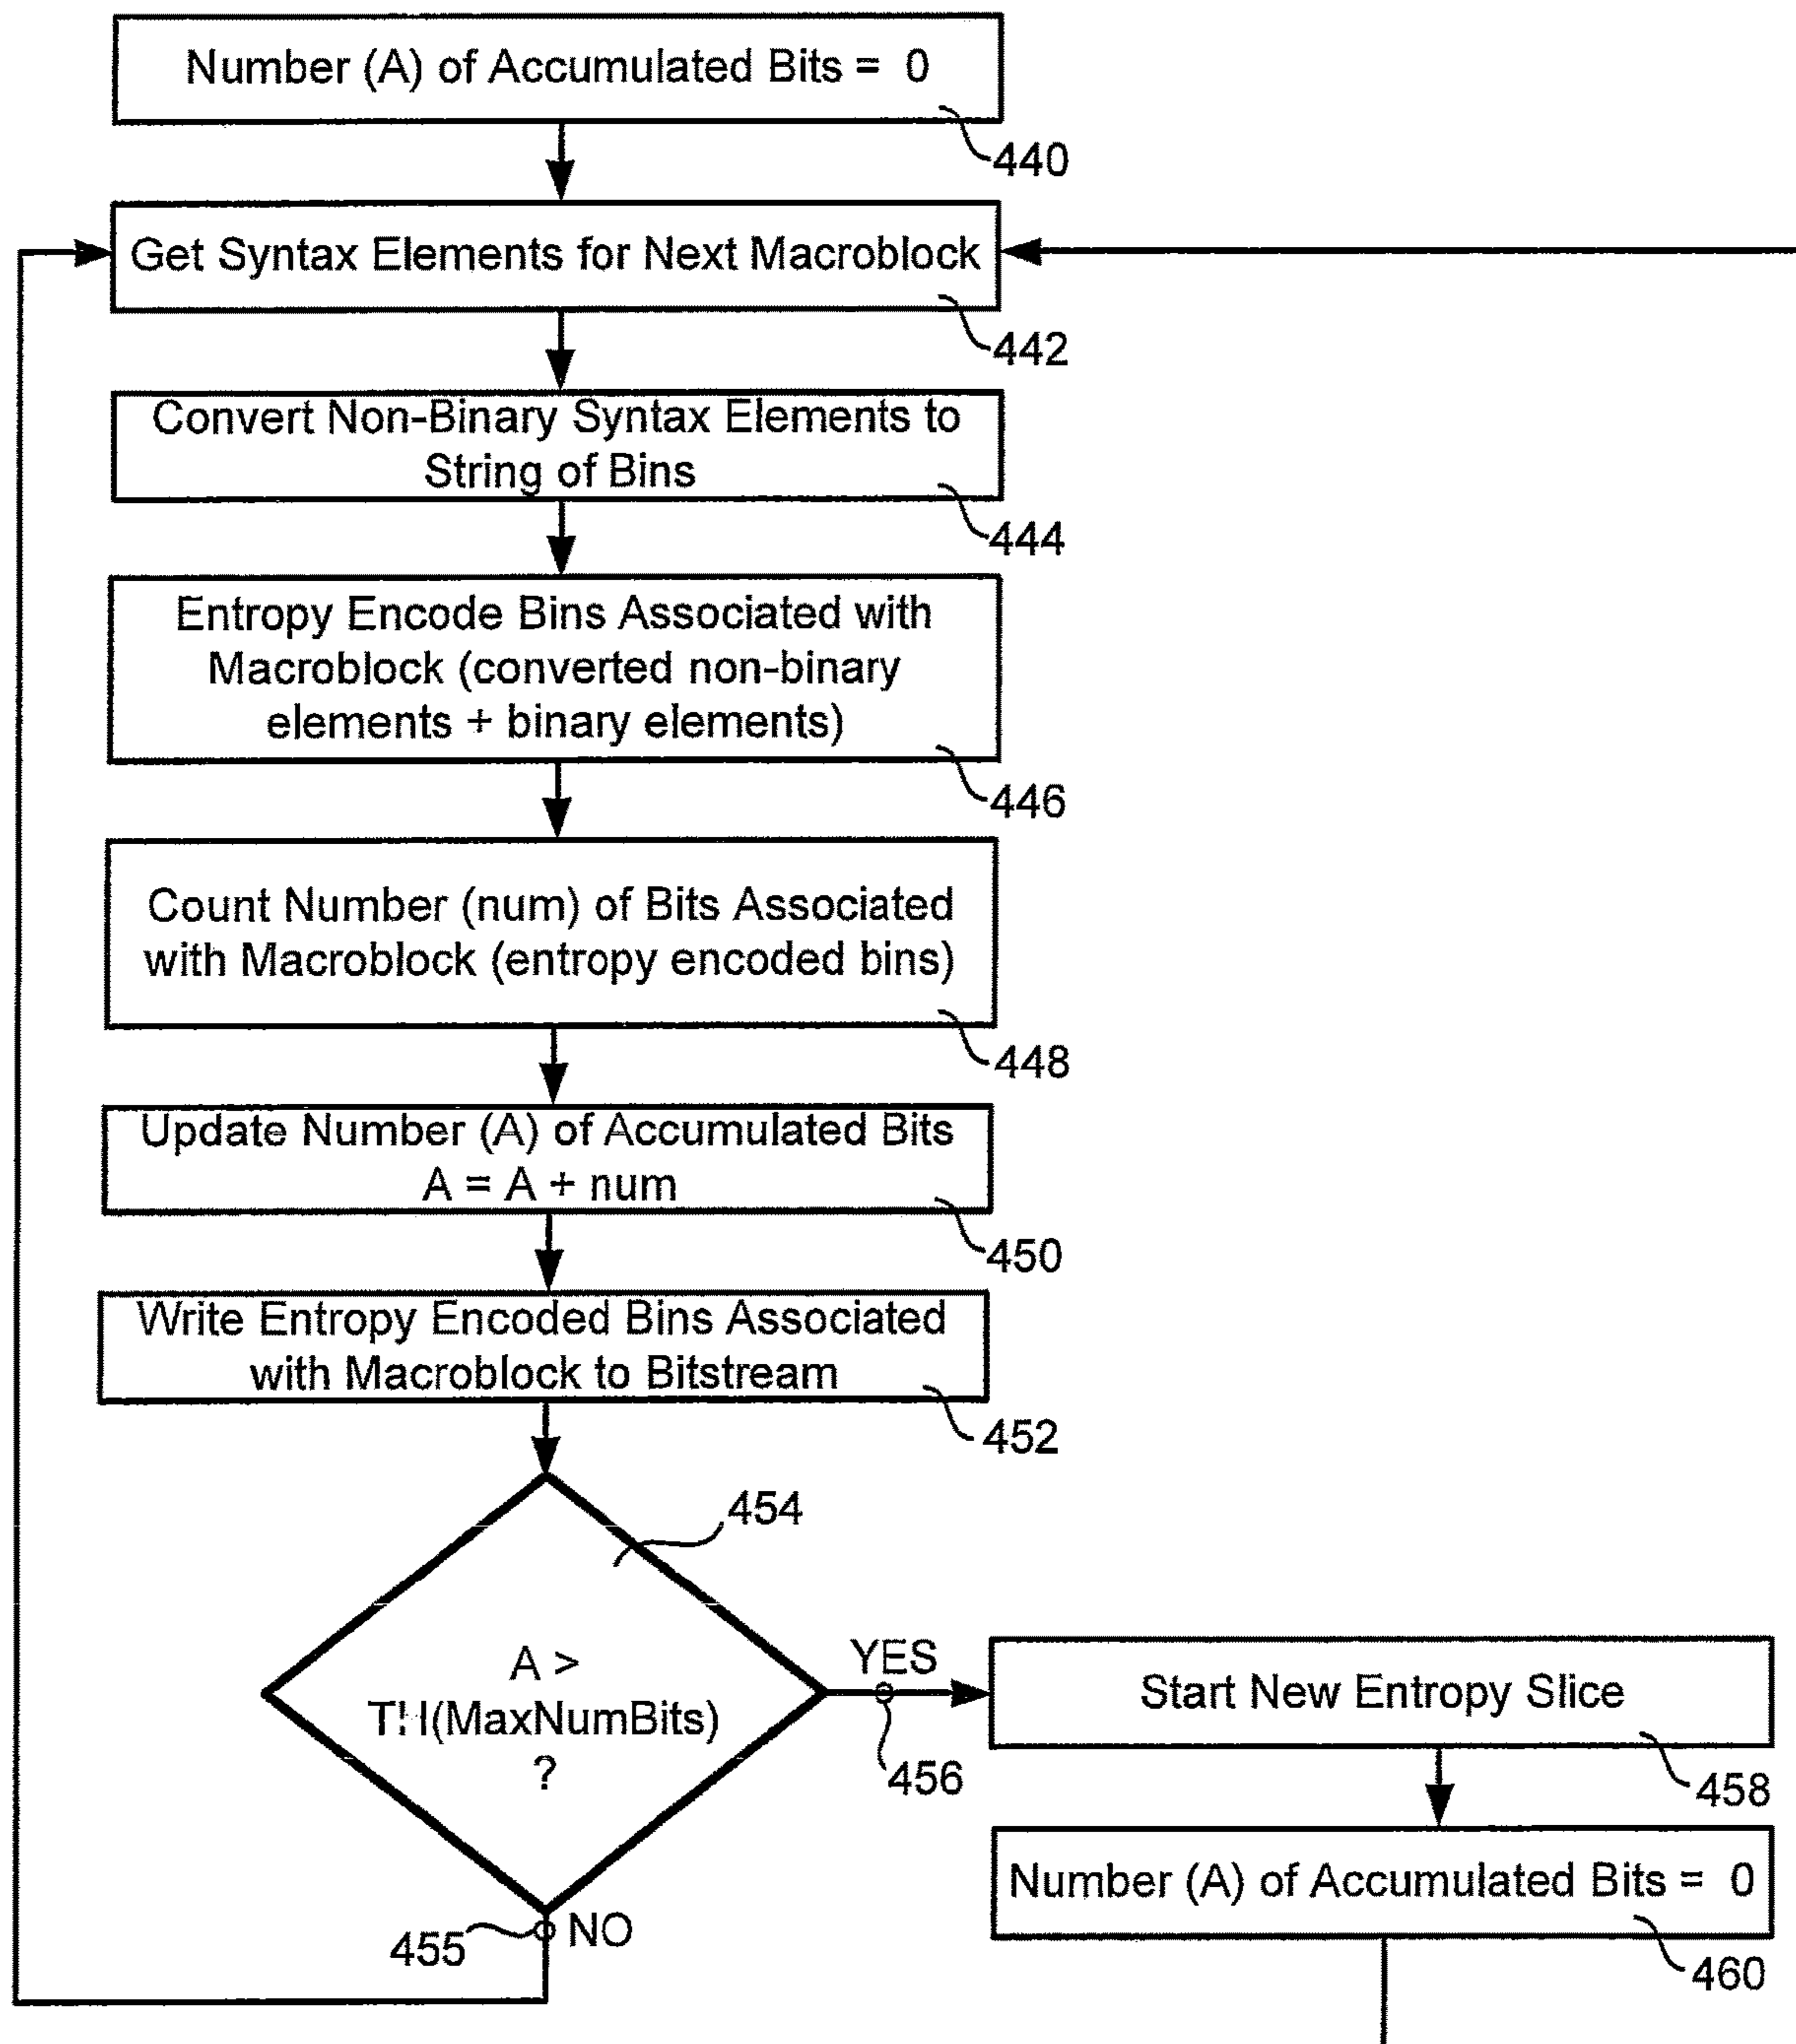 Number (A) of Accumulated Bits = 0
440
Get Syntax Elements for Next Macroblock
442
Convert Non-Binary Syntax Elements to
String of Bins
444
Entropy Encode Bins Associated with
Macroblock (converted non-binary
elements + binary elements)
446
Count Number (num) of Bits Associated
with Macroblock (entropy encoded bins)
448
Update Number (A) of Accumulated Bits
A = A + num
450
Write Entropy Encoded Bins Associated
with Macroblock to Bitstream
452
454
A >
TH(MaxNumBits)
?
YES
456
Start New Entropy Slice
458
Number (A) of Accumulated Bits = 0
460
455
NO